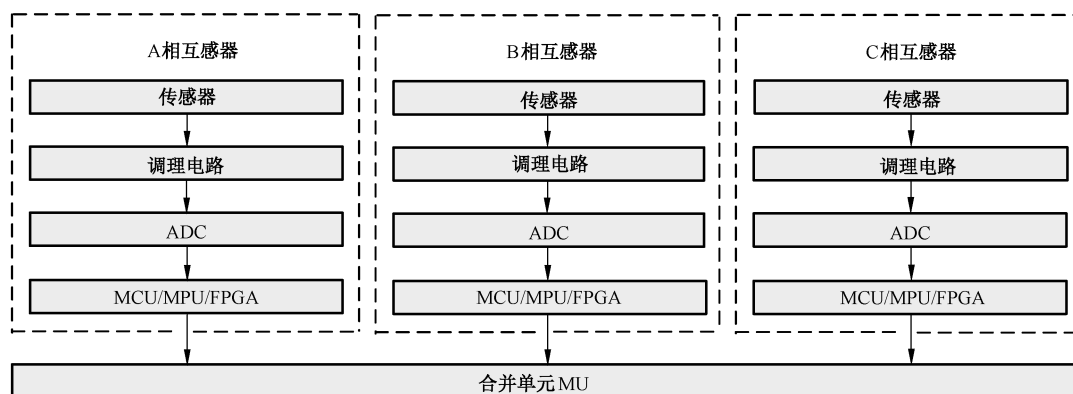 A相互感器
传感器
调理电路
ADC
MCU/MPU/FPGA
B相互感器
传感器
调理电路
ADC
MCU/MPU/FPGA
C相互感器
传感器
调理电路
ADC
MCU/MPU/FPGA
合并单元MU